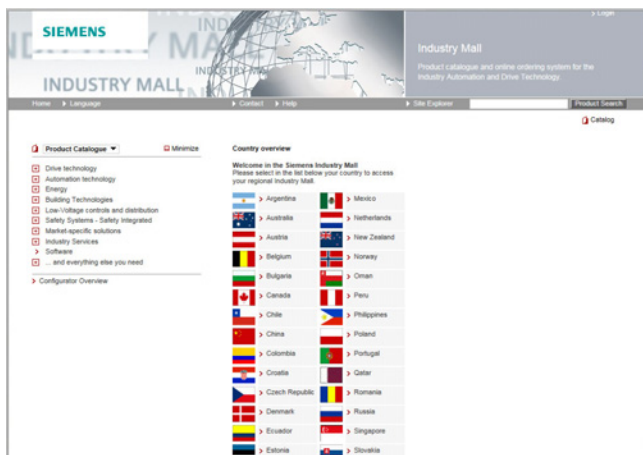 > Login
SIEMENS
INDUSTRY MALL
Industry Mall
Product catalogue and online ordering system for the
Industry Automation and Drive Technology.
Home > Language > Contact > Help > Site Explorer Product Search
Catalog
Product Catalogue Minimize
Drive technology
Automation technology
Energy
Building Technologies
Low-Voltage controls and distribution
Safety Systems - Safety integrated
Market-specific solutions
Industry Services
> Software
... and everything else you need
> Configurator Overview
Country overview
Welcome in the Siemens Industry Mall
Please select in the list below your country to access
your regional Industry Mall.
> Argentina > Mexico
> Australia > Netherlands
> Austria > New Zealand
> Belgium > Norway
> Bulgaria > Oman
> Canada > Peru
> Chile > Philippines
> China > Poland
> Colombia > Portugal
> Croatia > Qatar
> Czech Republic > Romania
> Denmark > Russia
> Ecuador > Singapore
> Estonia > Slovakia